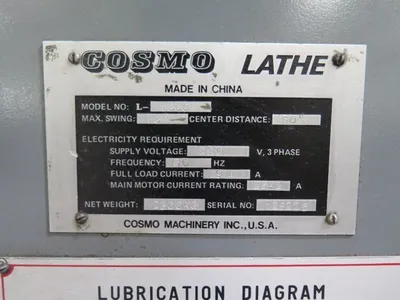 COSMO LATHE
MADE IN CHINA
MODEL NO: L-
MAX. SWING: CENTER DISTANCE:
ELECTRICITY REQUIREMENT
SUPPLY VOLTAGE: V, 3 PHASE
FREQUENCY: HZ
FULL LOAD CURRENT: A
MAIN MOTOR CURRENT RATING: A
NET WEIGHT: SERIAL NO:
COSMO MACHINERY INC., U.S.A.
LUBRICATION DIAGRAM